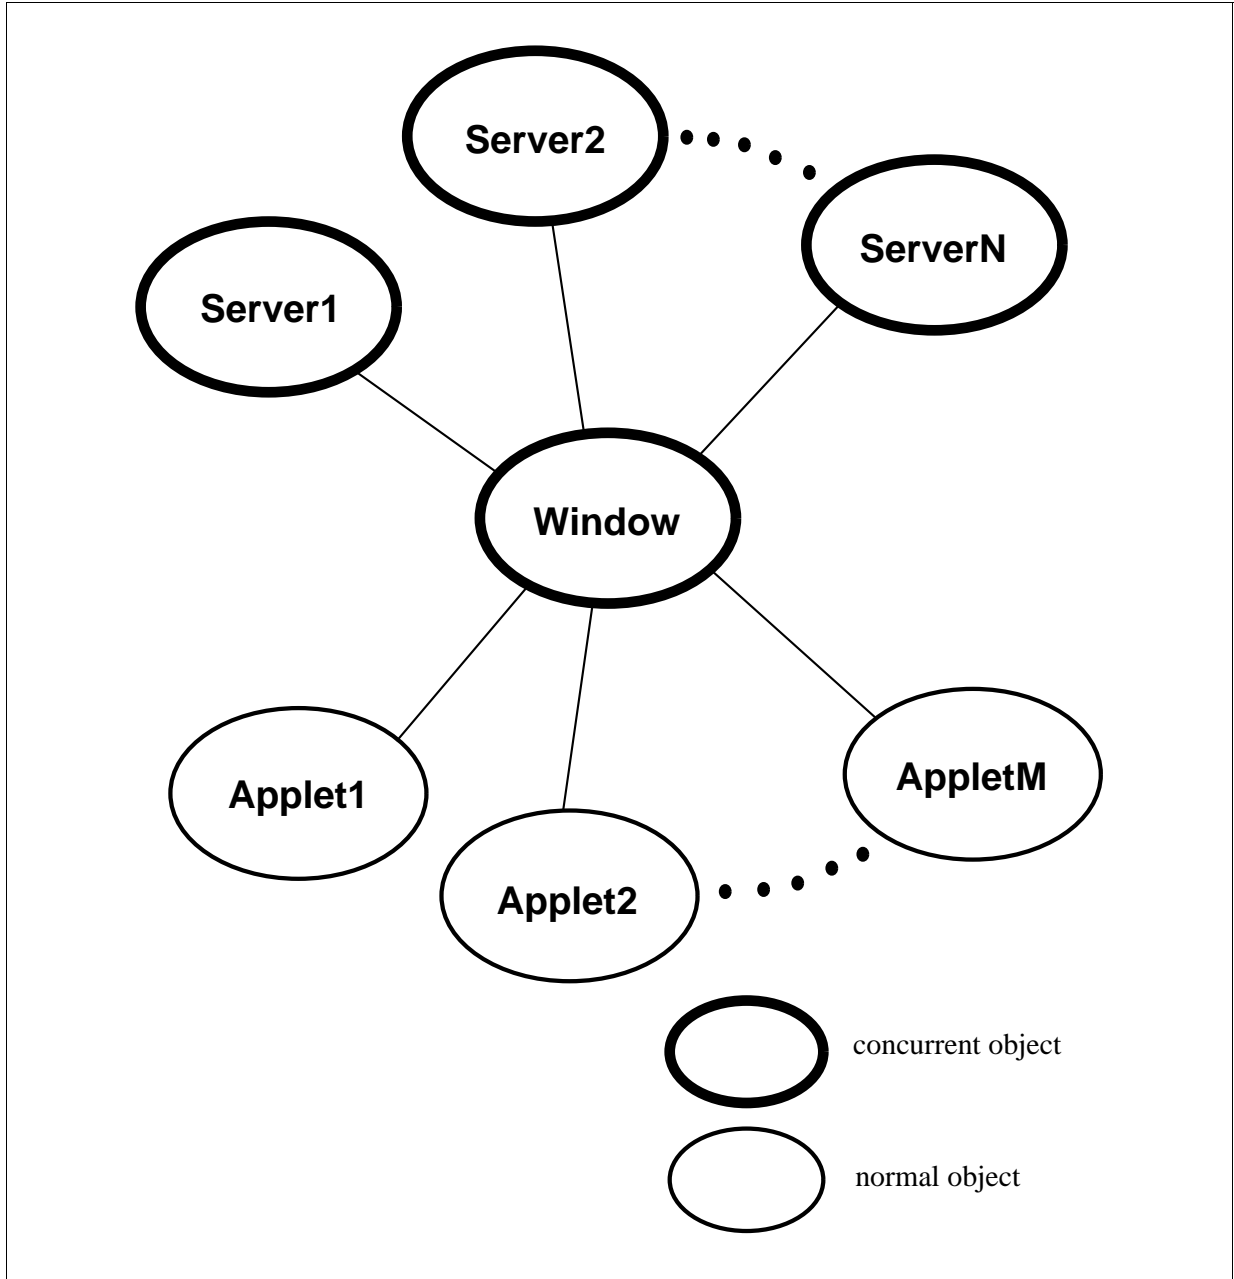 Server2
ServerN
Server1
Window
AppletM
Applet1
Applet2
concurrent object
normal object